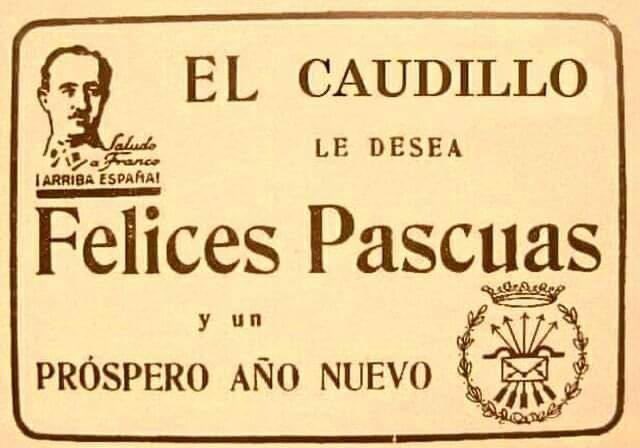 EL CAUDILLO
Saludo
a Franco
¡ARRIBA ESPAÑA!
LE DESEA
Felices Pascuas
y un
PRÓSPERO AÑO NUEVO